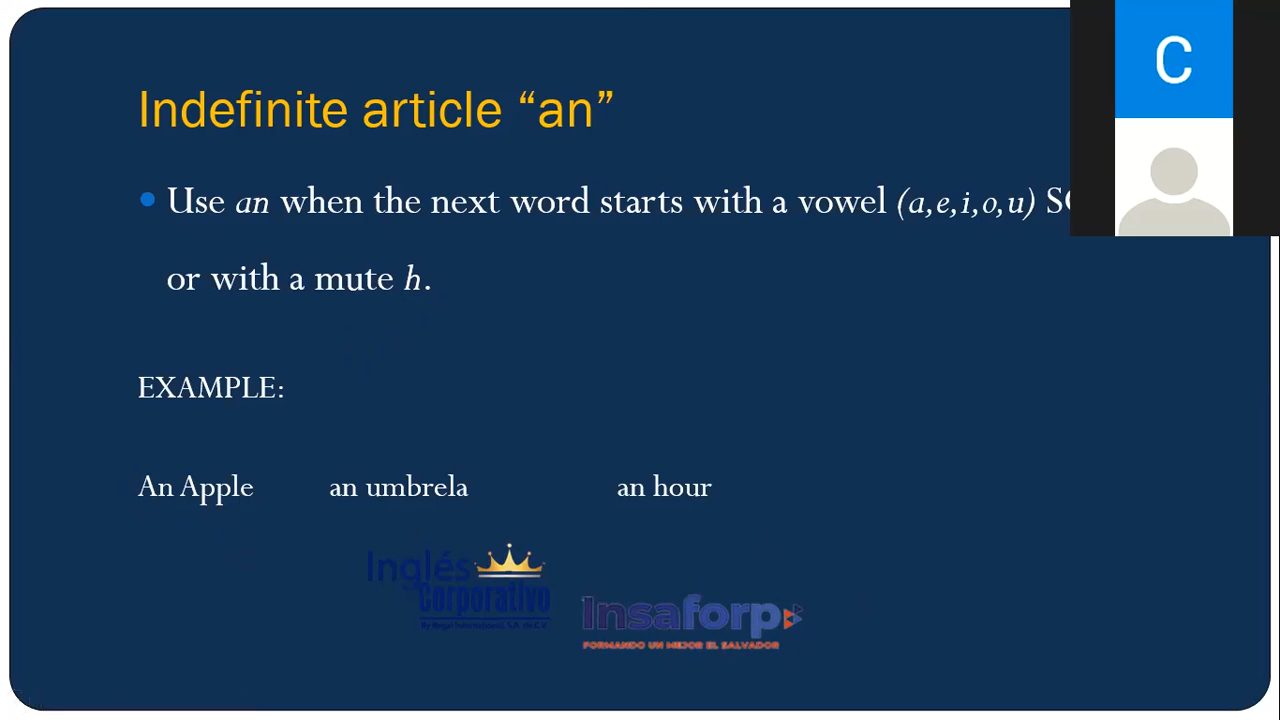 C
Indefinite article “an”
Use an when the next word starts with a vowel (a,e,i,o,u)
or with a mute h.
EXAMPLE:
An Apple an umbrela an hour
Inglés
Corporativo
Insaforp
FORMANDO UN MEJOR EL SALVADOR